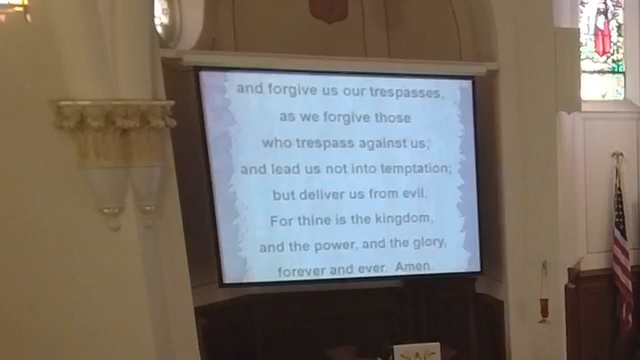 and forgive us our trespasses,
as we forgive those
who trespass against us;
and lead us not into temptation;
but deliver us from evil.
For thine is the kingdom,
and the power, and the glory,
forever and ever. Amen.